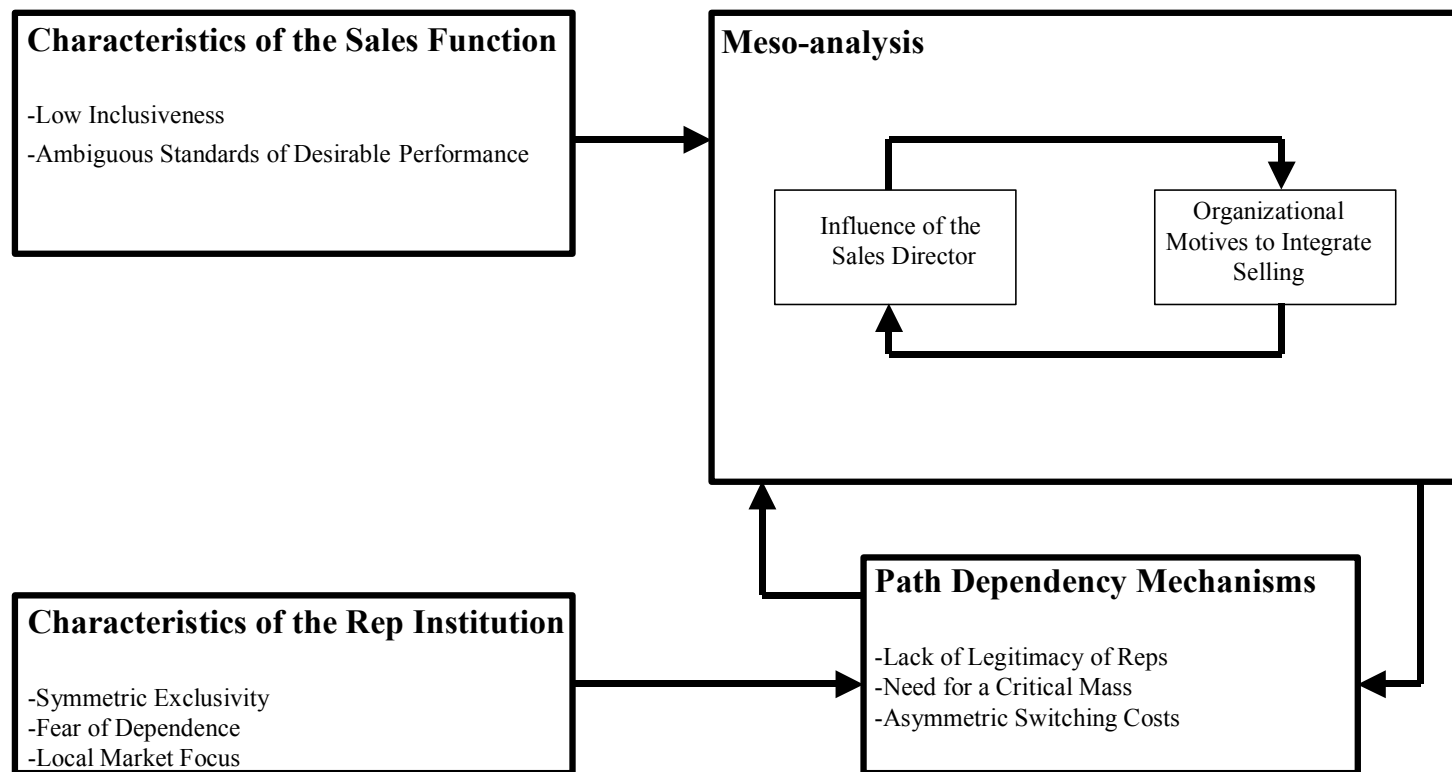 Characteristics of the Sales Function
-Low Inclusiveness
-Ambiguous Standards of Desirable Performance
Meso-analysis
Influence of the
Sales Director
Organizational
Motives to Integrate
Selling
Characteristics of the Rep Institution
-Symmetric Exclusivity
-Fear of Dependence
-Local Market Focus
Path Dependency Mechanisms
-Lack of Legitimacy of Reps
-Need for a Critical Mass
-Asymmetric Switching Costs